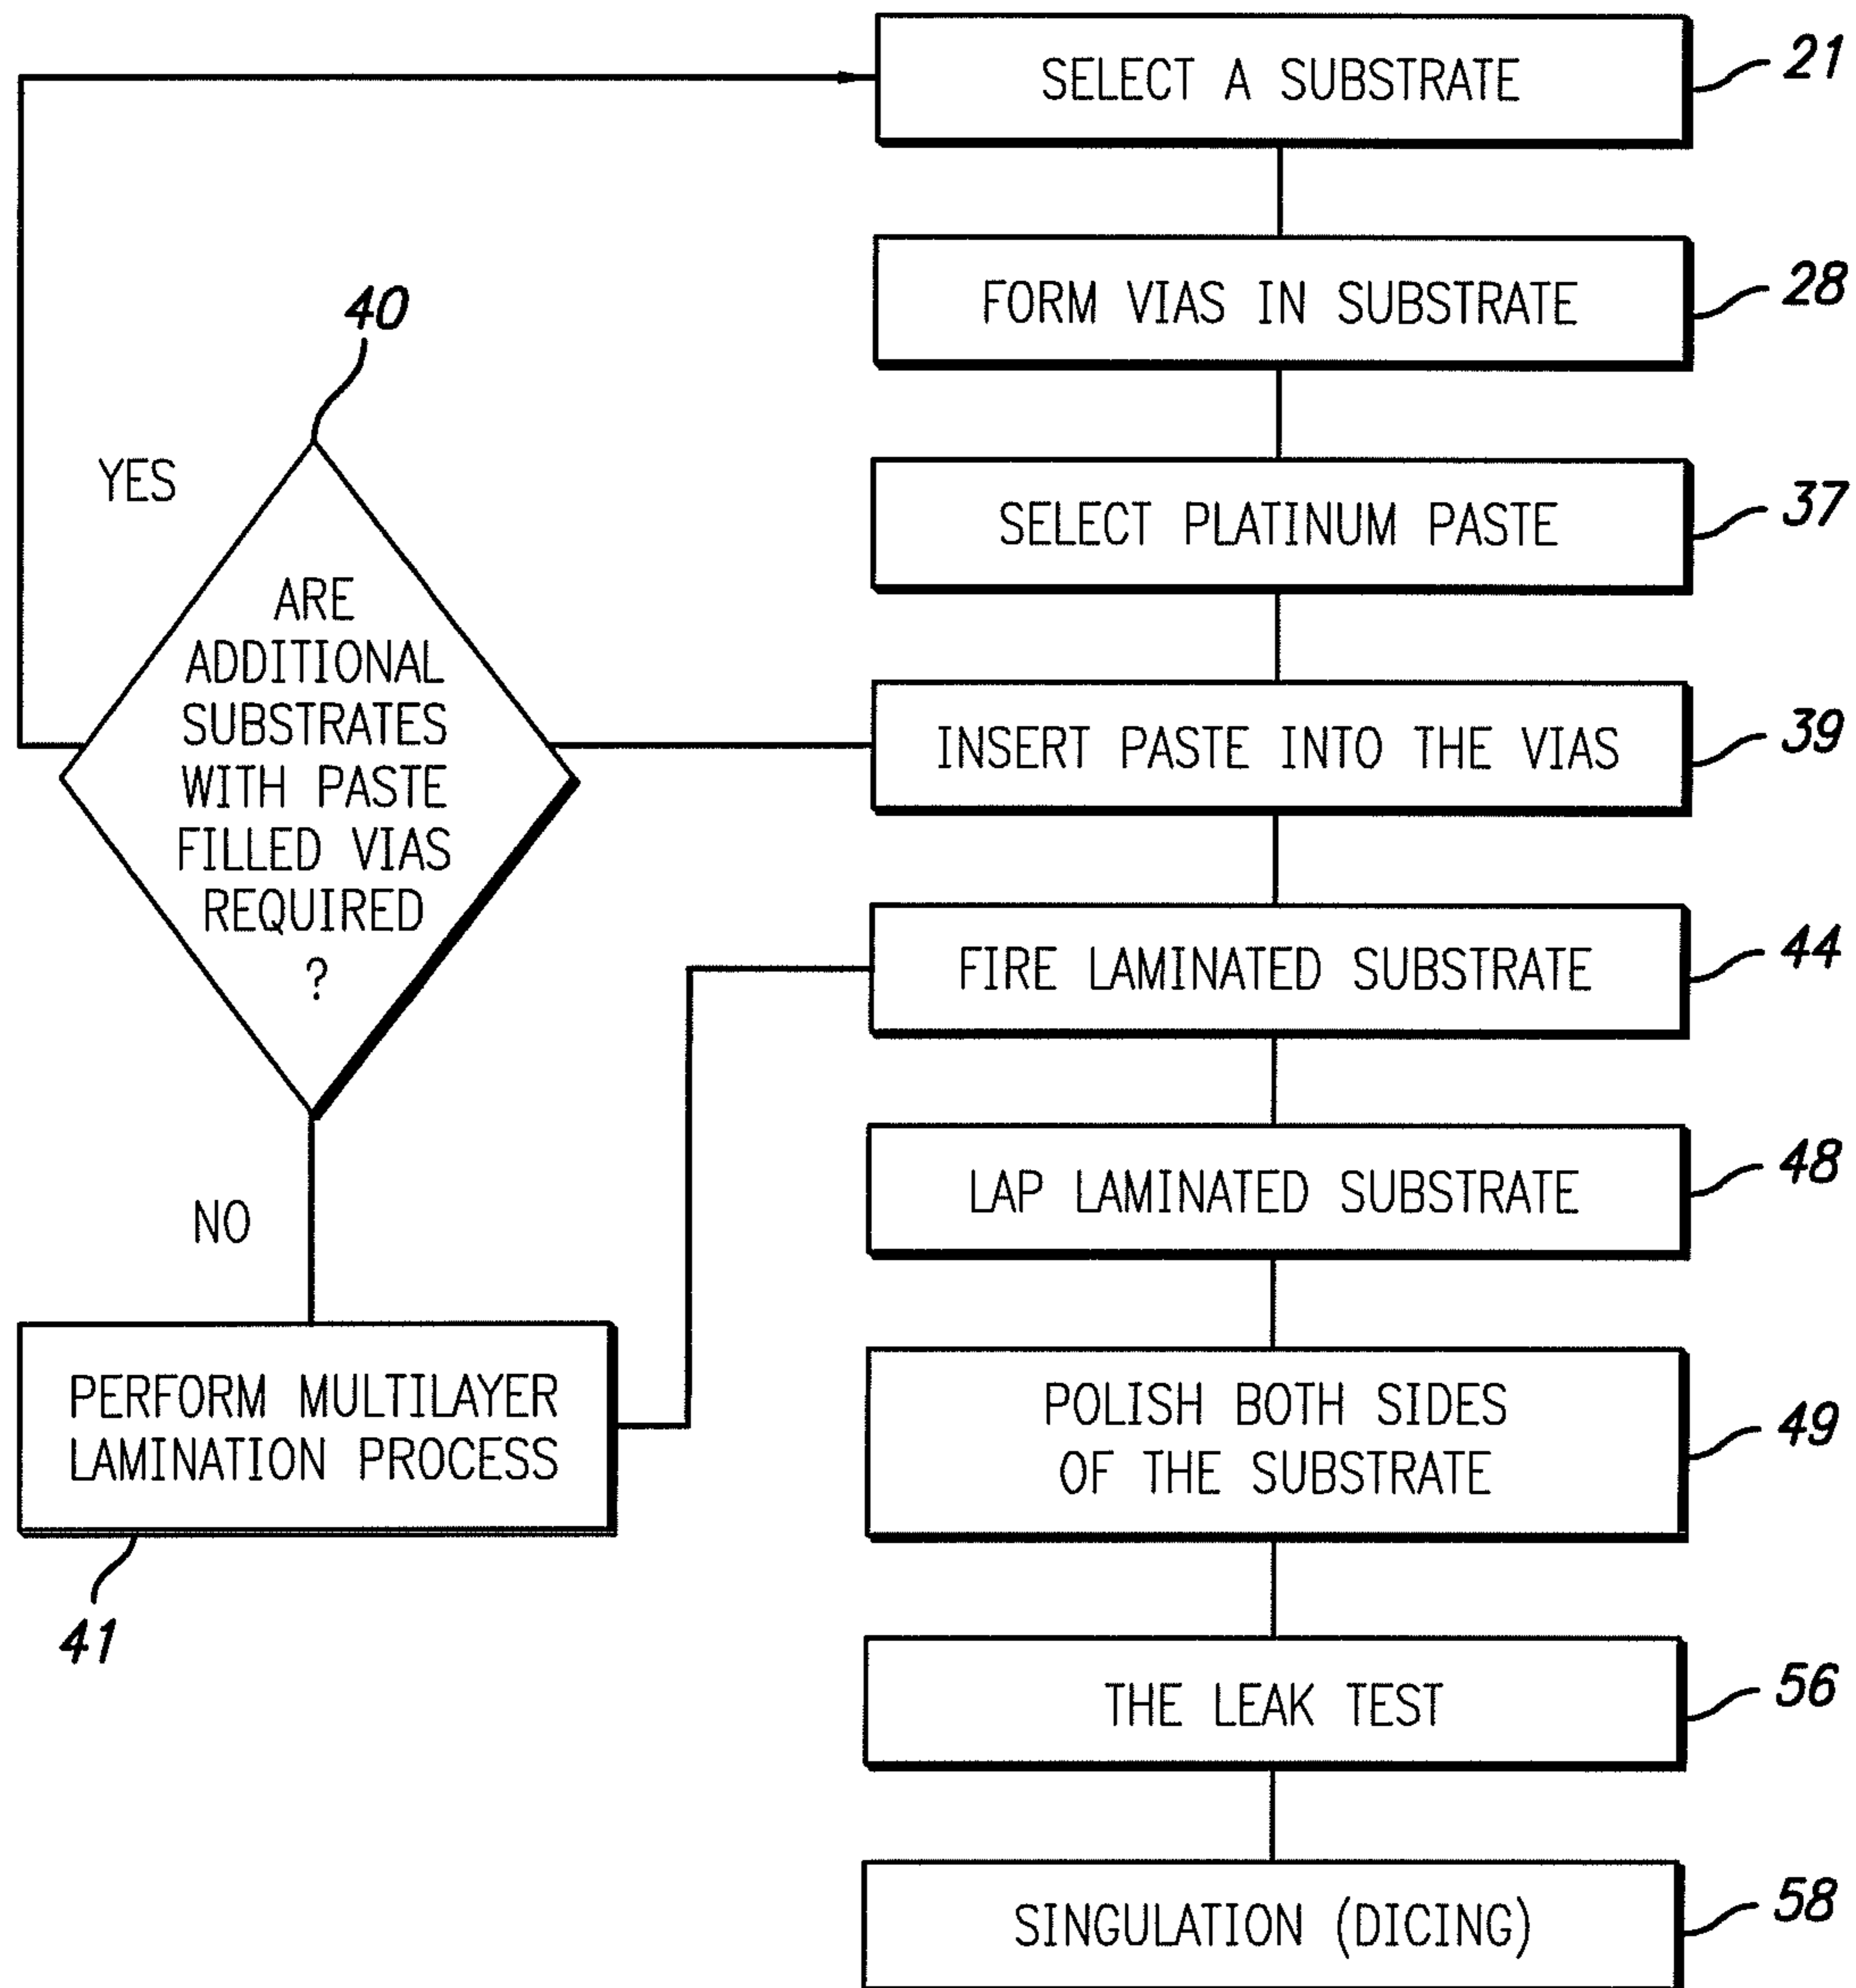 SELECT A SUBSTRATE
21
FORM VIAS IN SUBSTRATE
28
40
YES
SELECT PLATINUM PASTE
37
ARE
ADDITIONAL
SUBSTRATES
WITH PASTE
FILLED VIAS
REQUIRED
?
INSERT PASTE INTO THE VIAS
39
FIRE LAMINATED SUBSTRATE
44
LAP LAMINATED SUBSTRATE
48
NO
PERFORM MULTILAYER
LAMINATION PROCESS
41
POLISH BOTH SIDES
OF THE SUBSTRATE
49
THE LEAK TEST
56
SINGULATION (DICING)
58